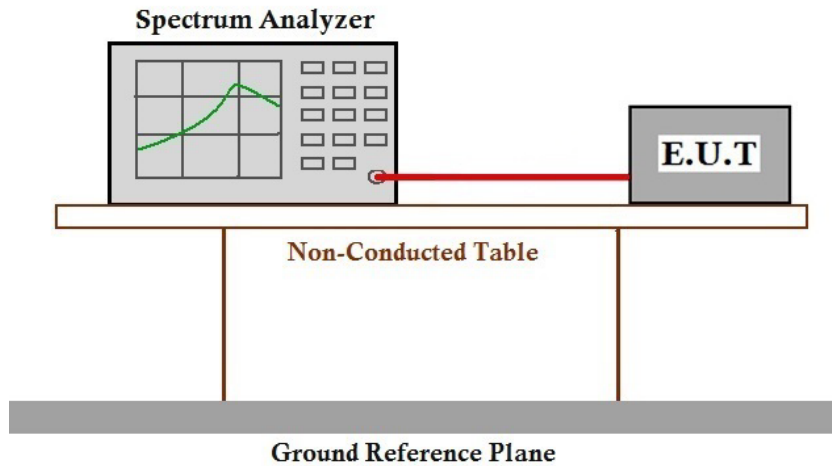 Spectrum Analyzer
E.U.T
Non-Conducted Table
Ground Reference Plane